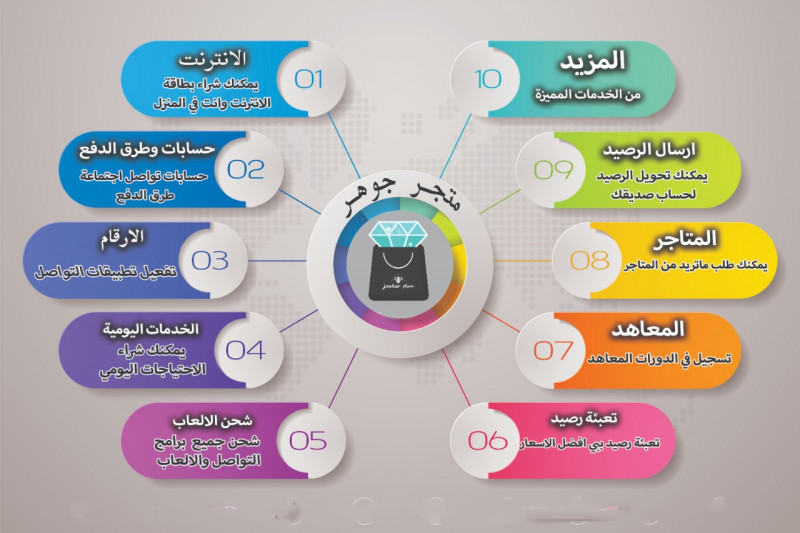 متجر جوهر
jawhar store
01
الانترنت
يمكنك شراء بطاقة
الانترنت وانت في المنزل
02
حسابات وطرق الدفع
حسابات تواصل اجتماعة
طرق الدفع
03
الارقام
تفعيل تطبيقات التواصل
04
الخدمات اليومية
يمكنك شراء
الاحتياجات اليومي
05
شحن الالعاب
شحن جميع برامج
التواصل والالعاب
06
تعبئة رصيد
تعبئة رصيد بي افضل الاسعار
07
المعاهد
تسجيل في الدورات المعاهد
08
المتاجر
يمكنك طلب ماتريد من المتاجر
09
ارسال الرصيد
يمكنك تحويل الرصيد
لحساب صديقك
10
المزيد
من الخدمات المميزة